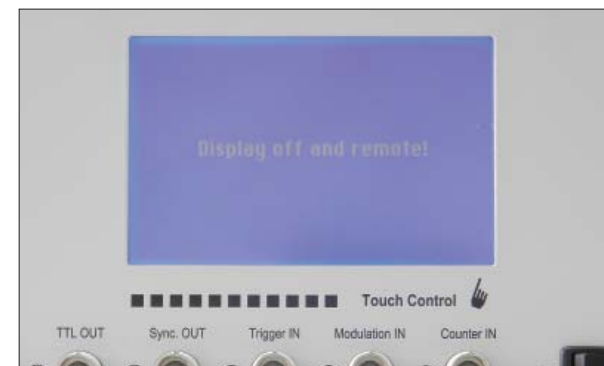 Display off and remote!
Touch Control
TTL OUT Sync. OUT Trigger IN Modulation IN Counter IN